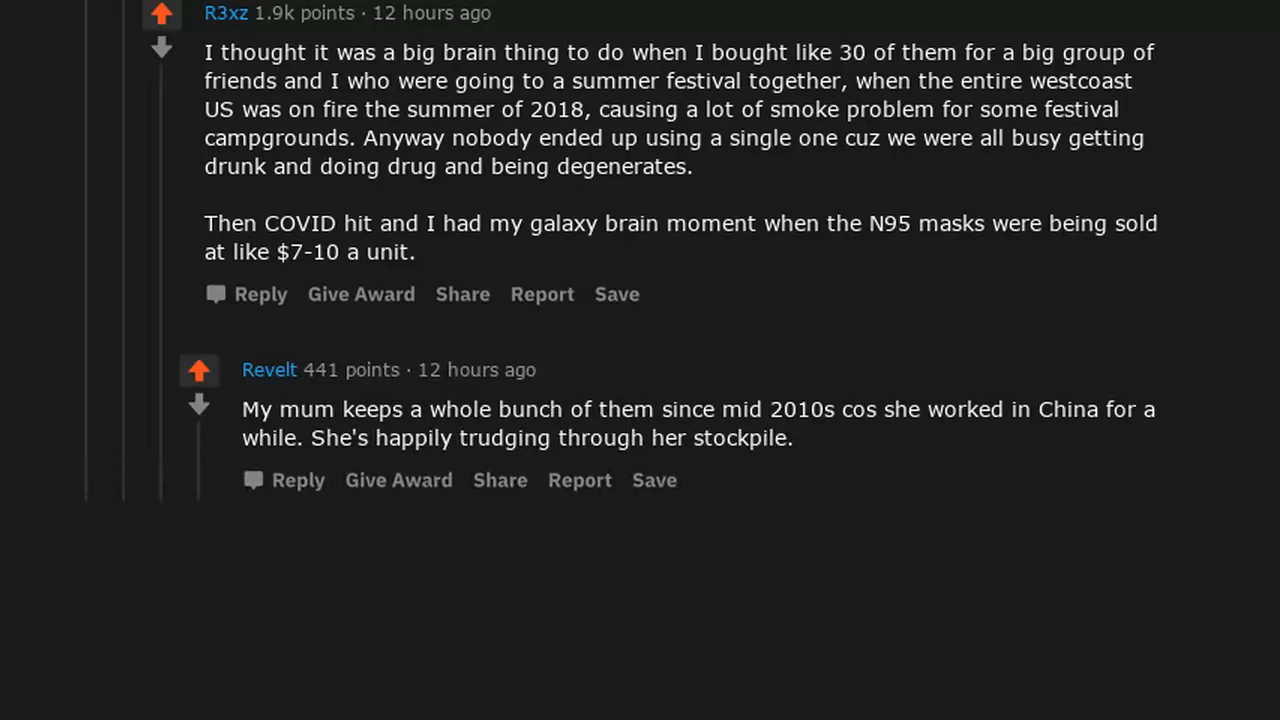 R3xz 1.9k points · 12 hours ago
I thought it was a big brain thing to do when I bought like 30 of them for a big group of
friends and I who were going to a summer festival together, when the entire westcoast
US was on fire the summer of 2018, causing a lot of smoke problem for some festival
campgrounds. Anyway nobody ended up using a single one cuz we were all busy getting
drunk and doing drug and being degenerates.
Then COVID hit and I had my galaxy brain moment when the N95 masks were being sold
at like $7-10 a unit.
Reply Give Award Share Report Save
Revelt 441 points · 12 hours ago
My mum keeps a whole bunch of them since mid 2010s cos she worked in China for a
while. She's happily trudging through her stockpile.
Reply Give Award Share Report Save